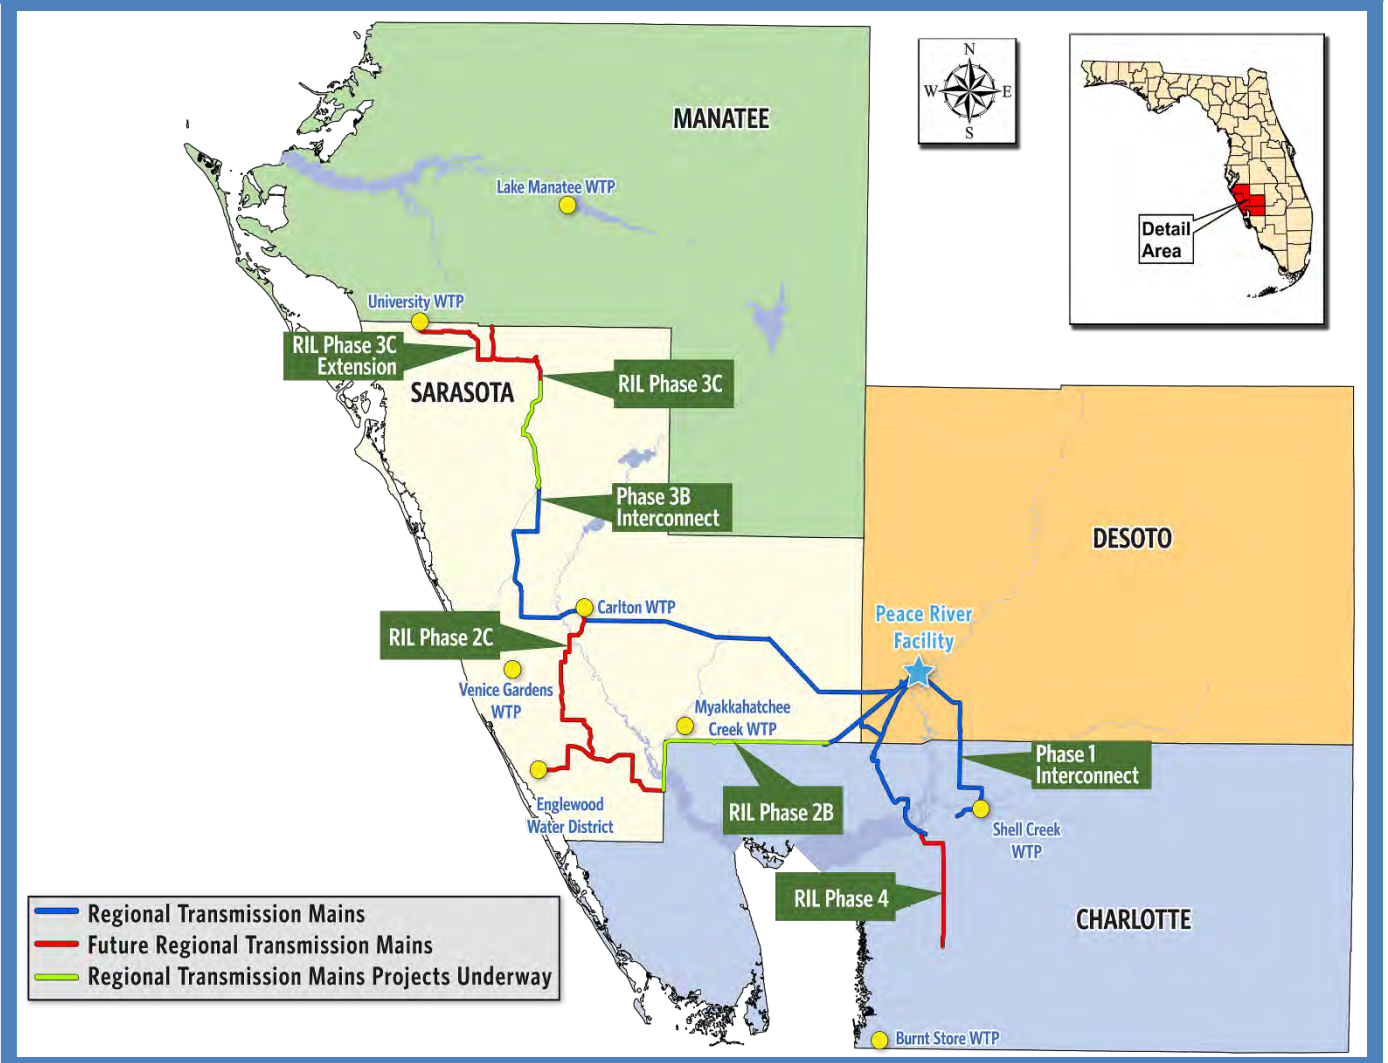 N
W E
S
MANATEE
Detail
Area
Lake Manatee WTP
University WTP
RIL Phase 3C
Extension
RIL Phase 3C
SARASOTA
Phase 3B
Interconnect
DESOTO
Carlton WTP
Peace River
Facility
RIL Phase 2C
Venice Gardens
WTP
Myakkahatchee
Creek WTP
Phase 1
Interconnect
Englewood
Water District
RIL Phase 2B
Shell Creek
WTP
RIL Phase 4
CHARLOTTE
Regional Transmission Mains
Future Regional Transmission Mains
Regional Transmission Mains Projects Underway
Burnt Store WTP